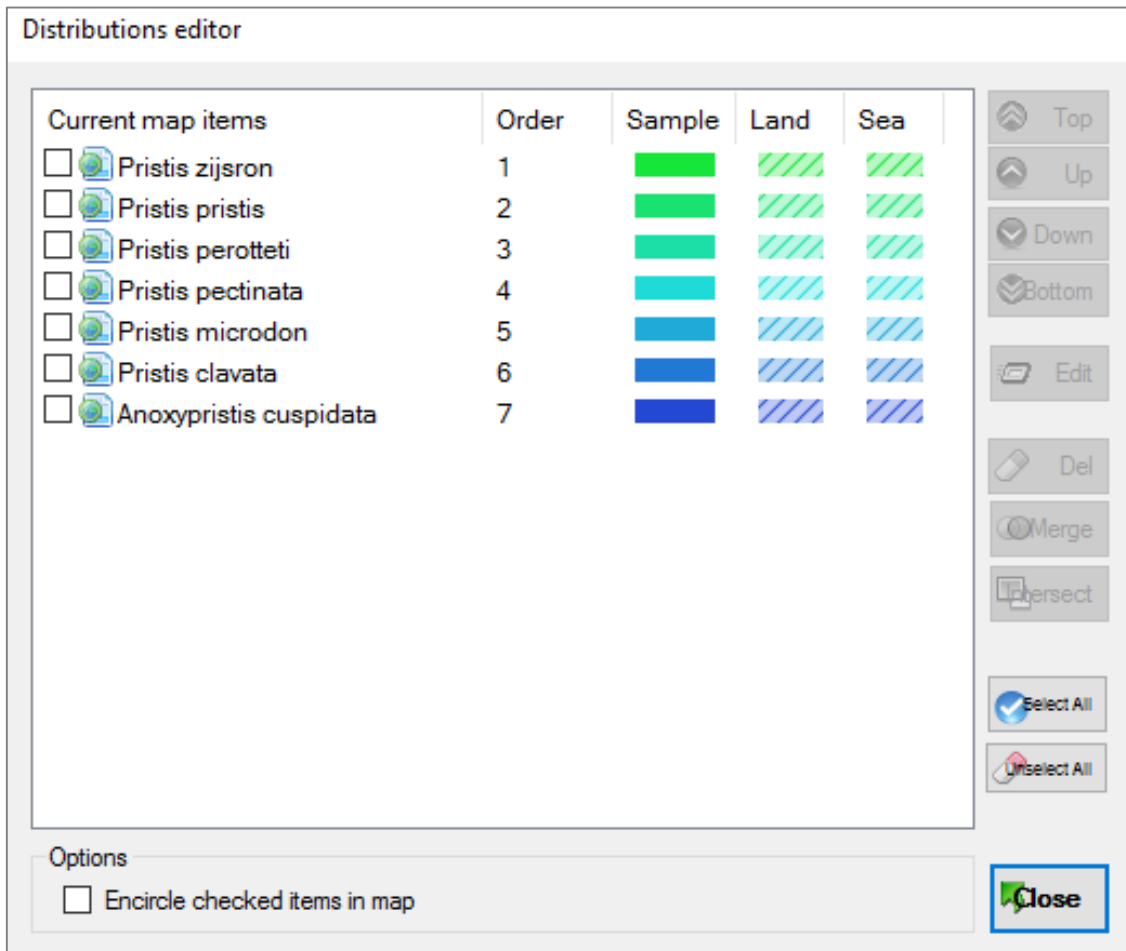 Distributions editor
Current map items Order Sample Land Sea
Pristis zijsron 1
Pristis pristis 2
Pristis perotteti 3
Pristis pectinata 4
Pristis microdon 5
Pristis clavata 6
Anoxypristis cuspidata 7
Top
Up
Down
Bottom
Edit
Del
Merge
Intersect
Select All
Unselect All
Options
Encircle checked items in map
Close